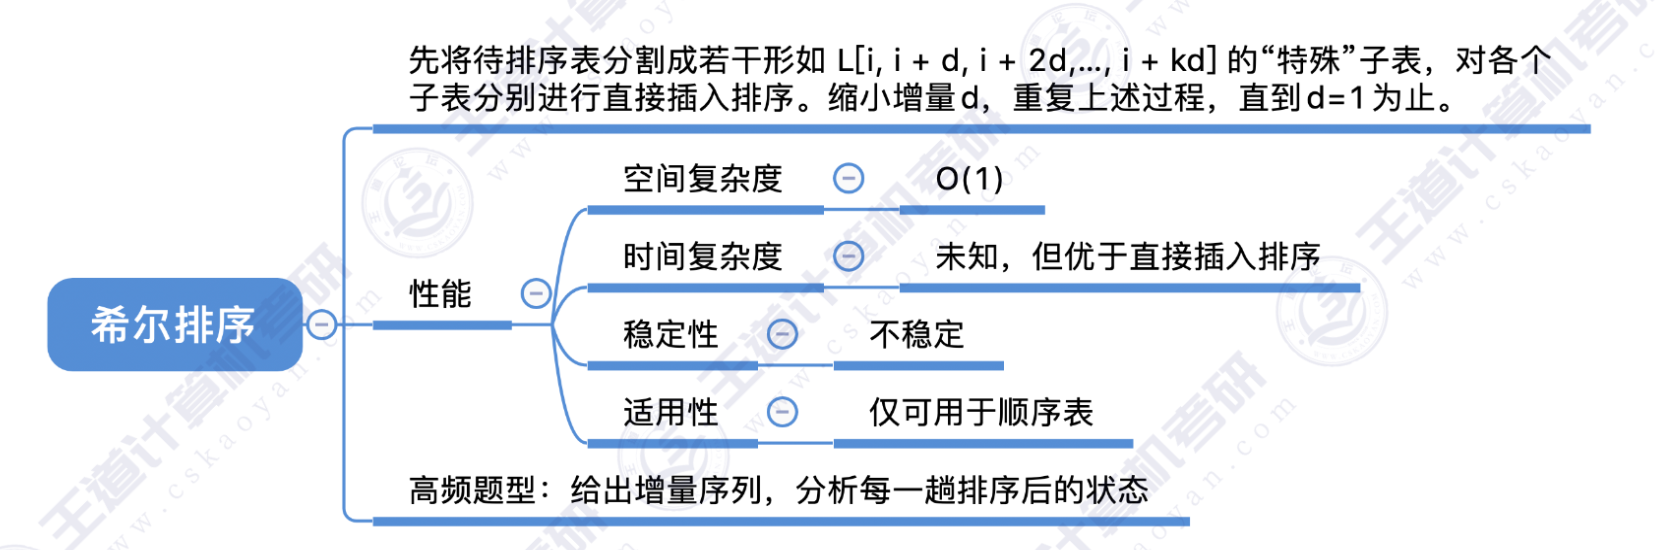 先将待排序表分割成若干形如 L[i, i + d, i + 2d,..., i + kd] 的“特殊”子表，对各个
子表分别进行直接插入排序。缩小增量d，重复上述过程，直到d=1为止。
空间复杂度
O(1)
时间复杂度
未知，但优于直接插入排序
性能
希尔排序
稳定性
不稳定
适用性
仅可用于顺序表
高频题型：给出增量序列，分析每一趟排序后的状态
王道计算机考研
www.cskaoyan.com